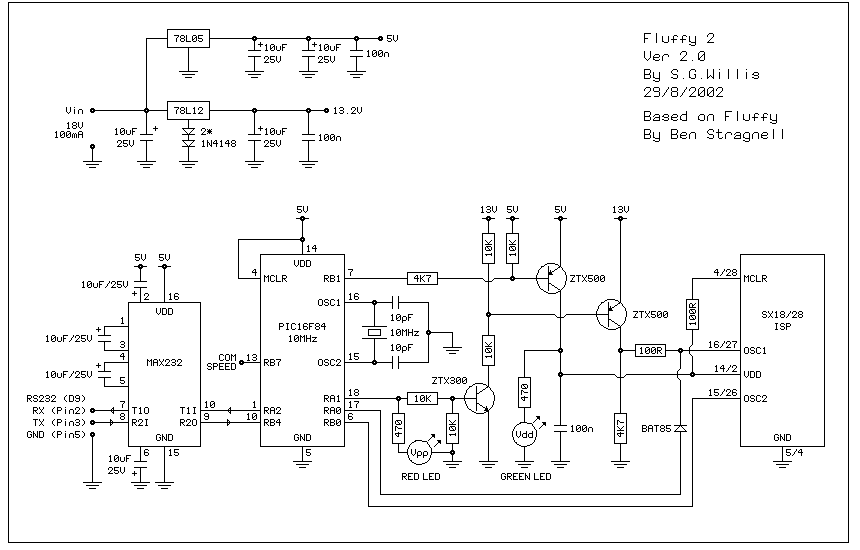 Fluffy 2
Ver 2.0
By S.G.Willis
29/8/2002
Based on Fluffy
By Ben Stragnell
78L05
+10uF
25V
+10uF
25V
100n
5V
Vin
18V
100mA
10uF +
25V
78L12
2*
1N4148
+10uF
25V
100n
13.2V
5V
5V
10uF/25V
+
2
16
VDD
1
+
10uF/25V
3
4
+
10uF/25V
5
MAX232
RS232 (D9)
RX (Pin2)
7
T1O
T1I
10
TX (Pin3)
8
R2I
R2O
9
GND (Pin5)
GND
6
15
10uF
25V
+
5V
14
VDD
4
MCLR
RB1
7
OSC1
16
PIC16F84
10MHz
OSC2
15
COM
SPEED
13
RB7
RA1
18
1
RA2
RA0
17
10
RB4
RB0
6
GND
5
10pF
10MHz
10pF
4K7
13V
5V
5V
13V
10K
10K
ZTX500
ZTX500
10K
ZTX300
10K
470
10K
Vpp
RED LED
470
Vdd
GREEN LED
100n
4K7
100R
100R
BAT85
4/28
MCLR
SX18/28
ISP
16/27
OSC1
14/2
VDD
15/26
OSC2
GND
5/4